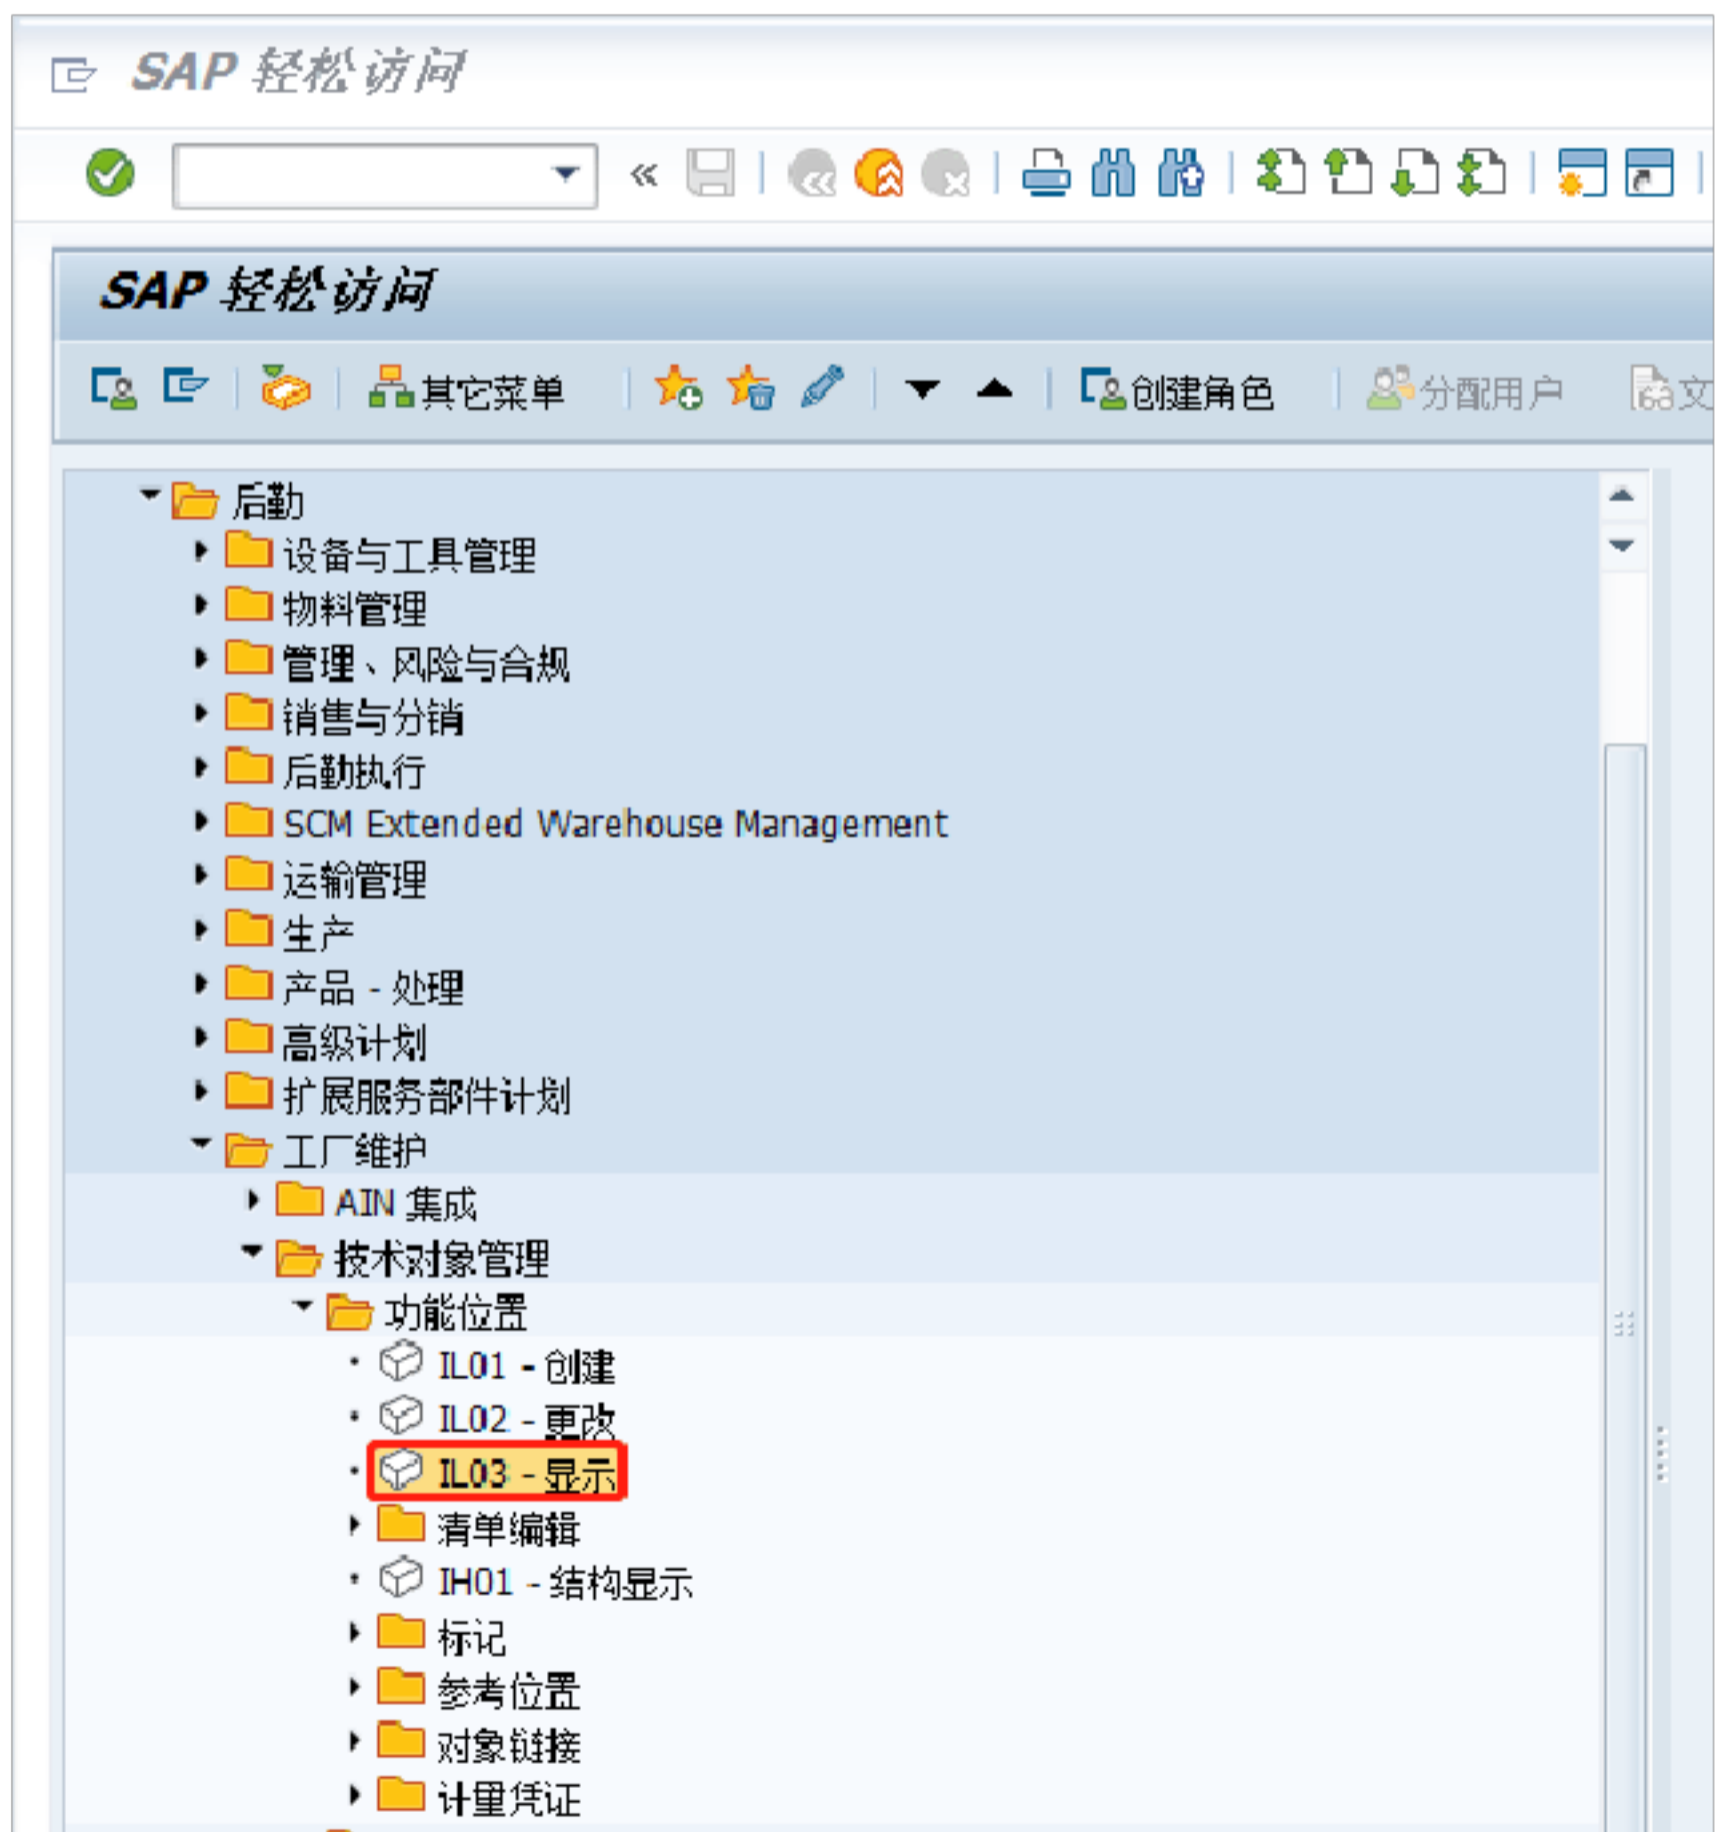 SAP 轻松访问
SAP 轻松访问
其它菜单 创建角色 分配用户 文
后勤
设备与工具管理
物料管理
管理、风险与合规
销售与分销
后勤执行
SCM Extended Warehouse Management
运输管理
生产
产品 - 处理
高级计划
扩展服务部件计划
工厂维护
AIN 集成
技术对象管理
功能位置
IL01 - 创建
IL02 - 更改
IL03 - 显示
清单编辑
IH01 - 结构显示
标记
参考位置
对象链接
计量凭证